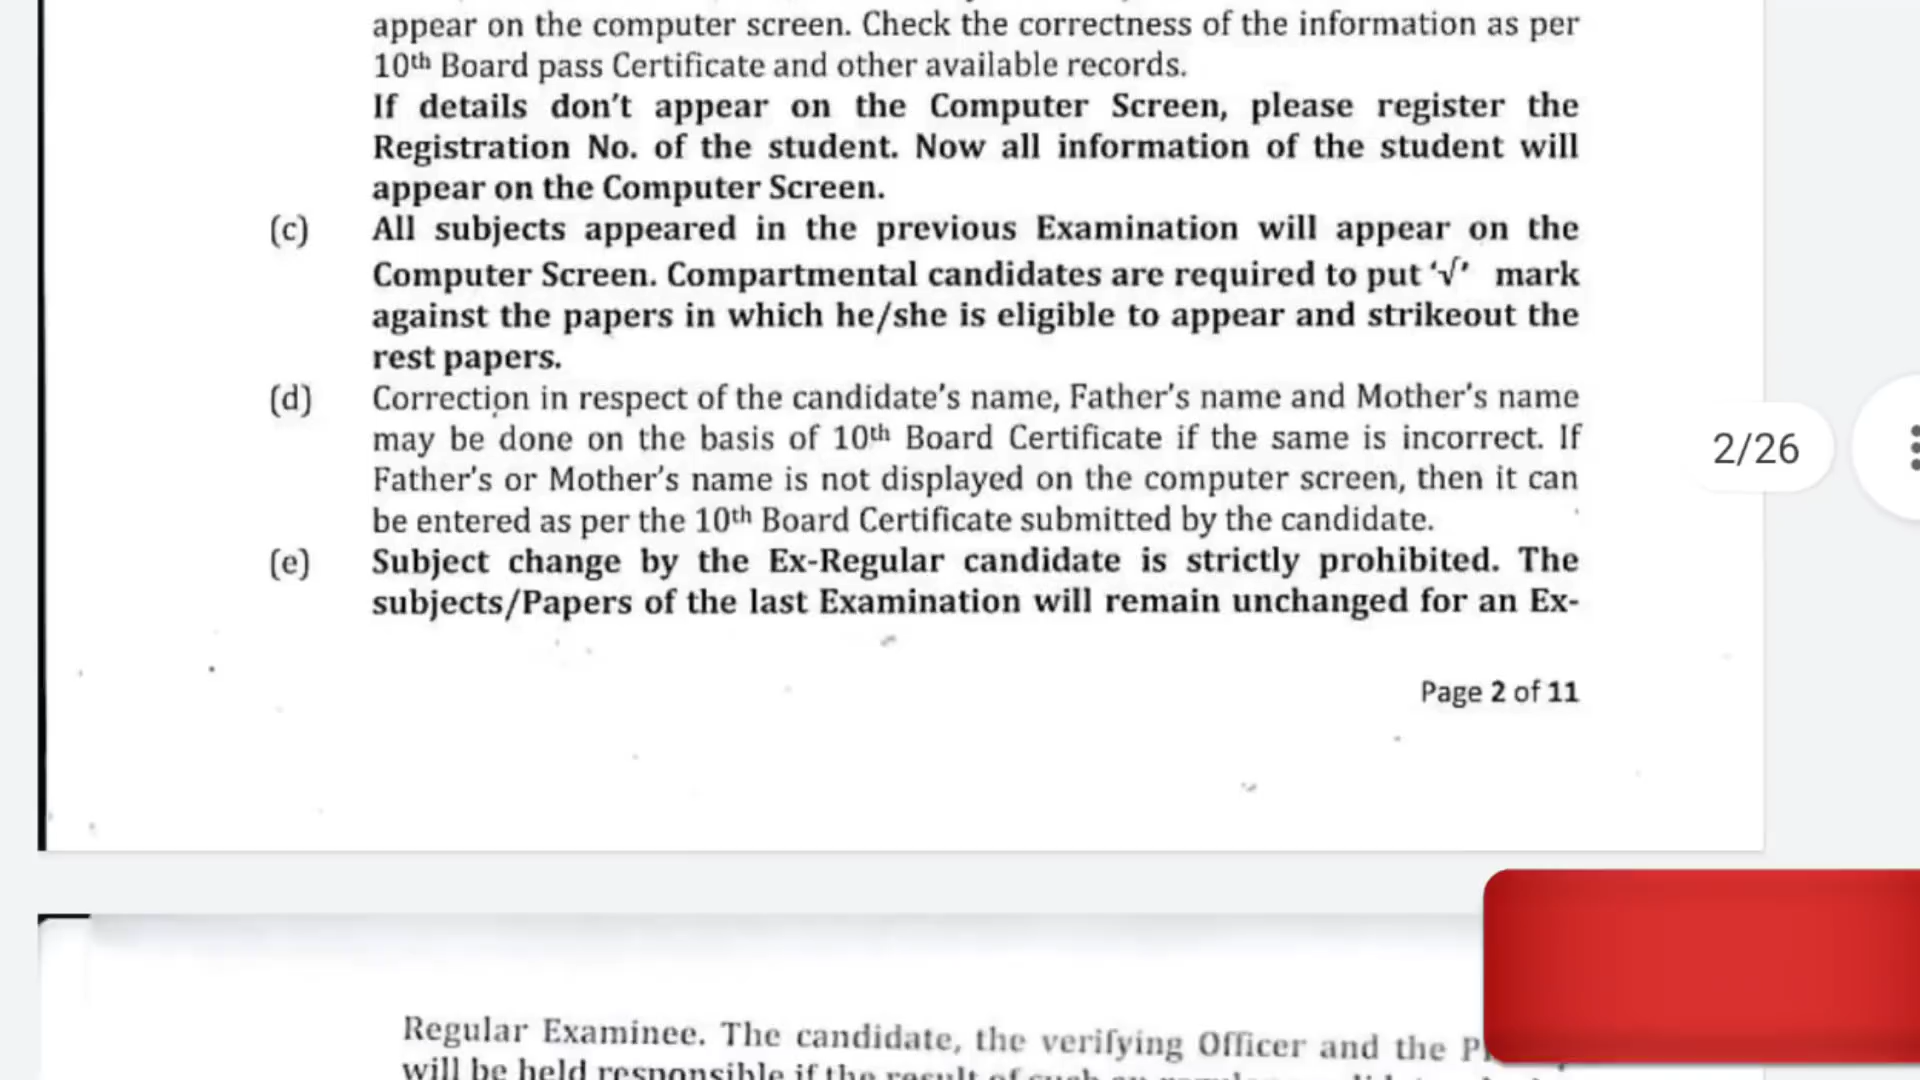 appear on the computer screen. Check the correctness of the information as per
10th Board pass Certificate and other available records.
If details don't appear on the Computer Screen, please register the
Registration No. of the student. Now all information of the student will
appear on the Computer Screen.
(c) All subjects appeared in the previous Examination will appear on the
Computer Screen. Compartmental candidates are required to put ‘√’ mark
against the papers in which he/she is eligible to appear and strikeout the
rest papers.
(d) Correction in respect of the candidate's name, Father's name and Mother's name
may be done on the basis of 10th Board Certificate if the same is incorrect. If
Father's or Mother's name is not displayed on the computer screen, then it can
be entered as per the 10th Board Certificate submitted by the candidate.
(e) Subject change by the Ex-Regular candidate is strictly prohibited. The
subjects/Papers of the last Examination will remain unchanged for an Ex-
2/26
Page 2 of 11
Regular Examinee. The candidate, the verifying Officer and the
will be held responsible if the result of such